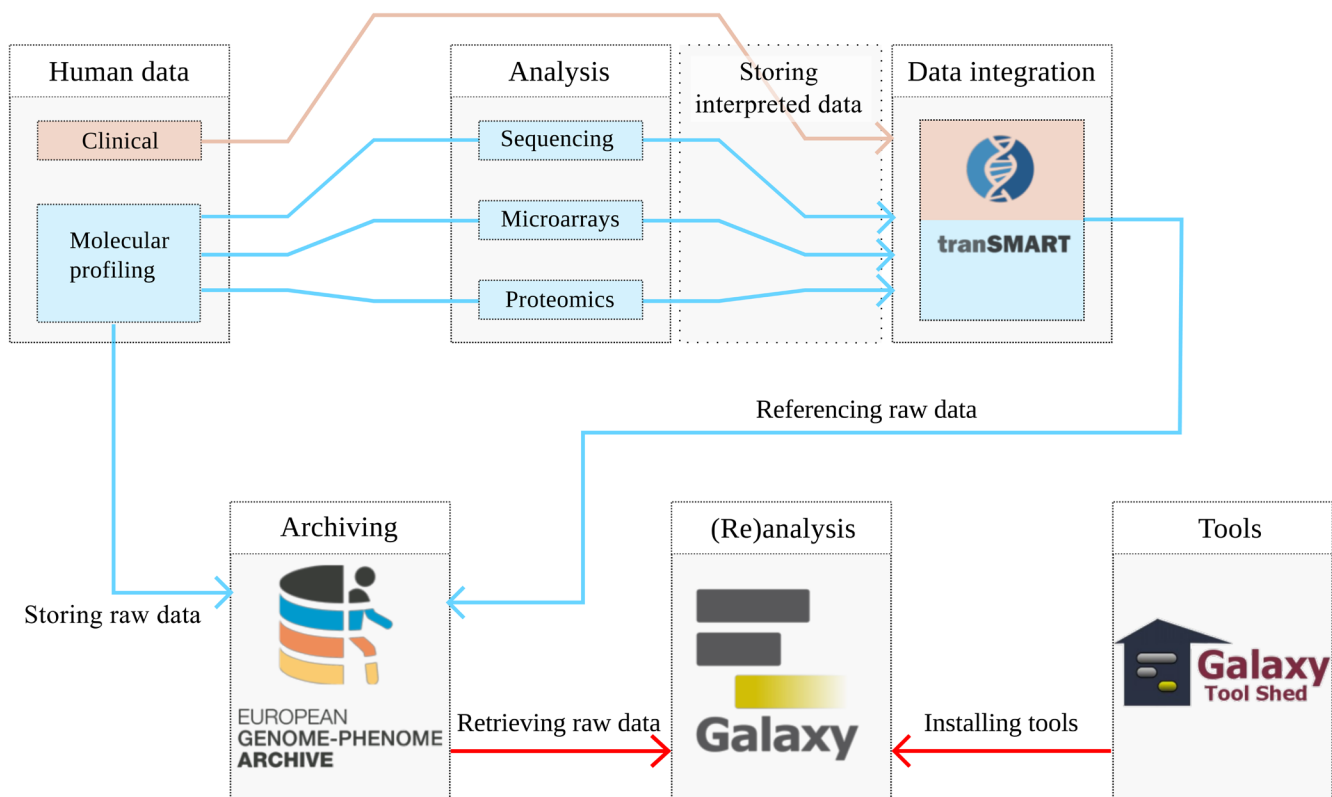 Human data
Analysis
Storing
interpreted data
Data integration
Clinical
Sequencing
Molecular
profiling
Microarrays
tranSMART
Proteomics
Referencing raw data
Archiving
(Re)analysis
Tools
Storing raw data
EUROPEAN
GENOME-PHENOME
ARCHIVE
Retrieving raw data
Galaxy
Installing tools
Galaxy
Tool Shed